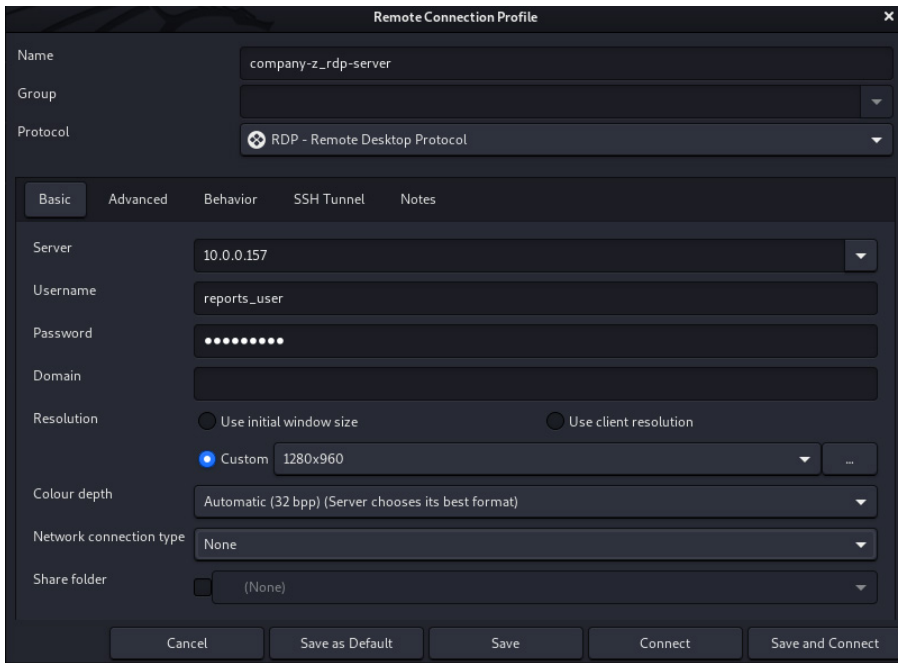 Remote Connection Profile
Name
company-z_rdp-server
Group
Protocol
RDP - Remote Desktop Protocol
Basic Advanced Behavior SSH Tunnel Notes
Server
10.0.0.157
Username
reports_user
Password
•••••••••
Domain
Resolution
Use initial window size Use client resolution
Custom 1280x960 ...
Colour depth
Automatic (32 bpp) (Server chooses its best format)
Network connection type
None
Share folder
(None)
Cancel Save as Default Save Connect Save and Connect